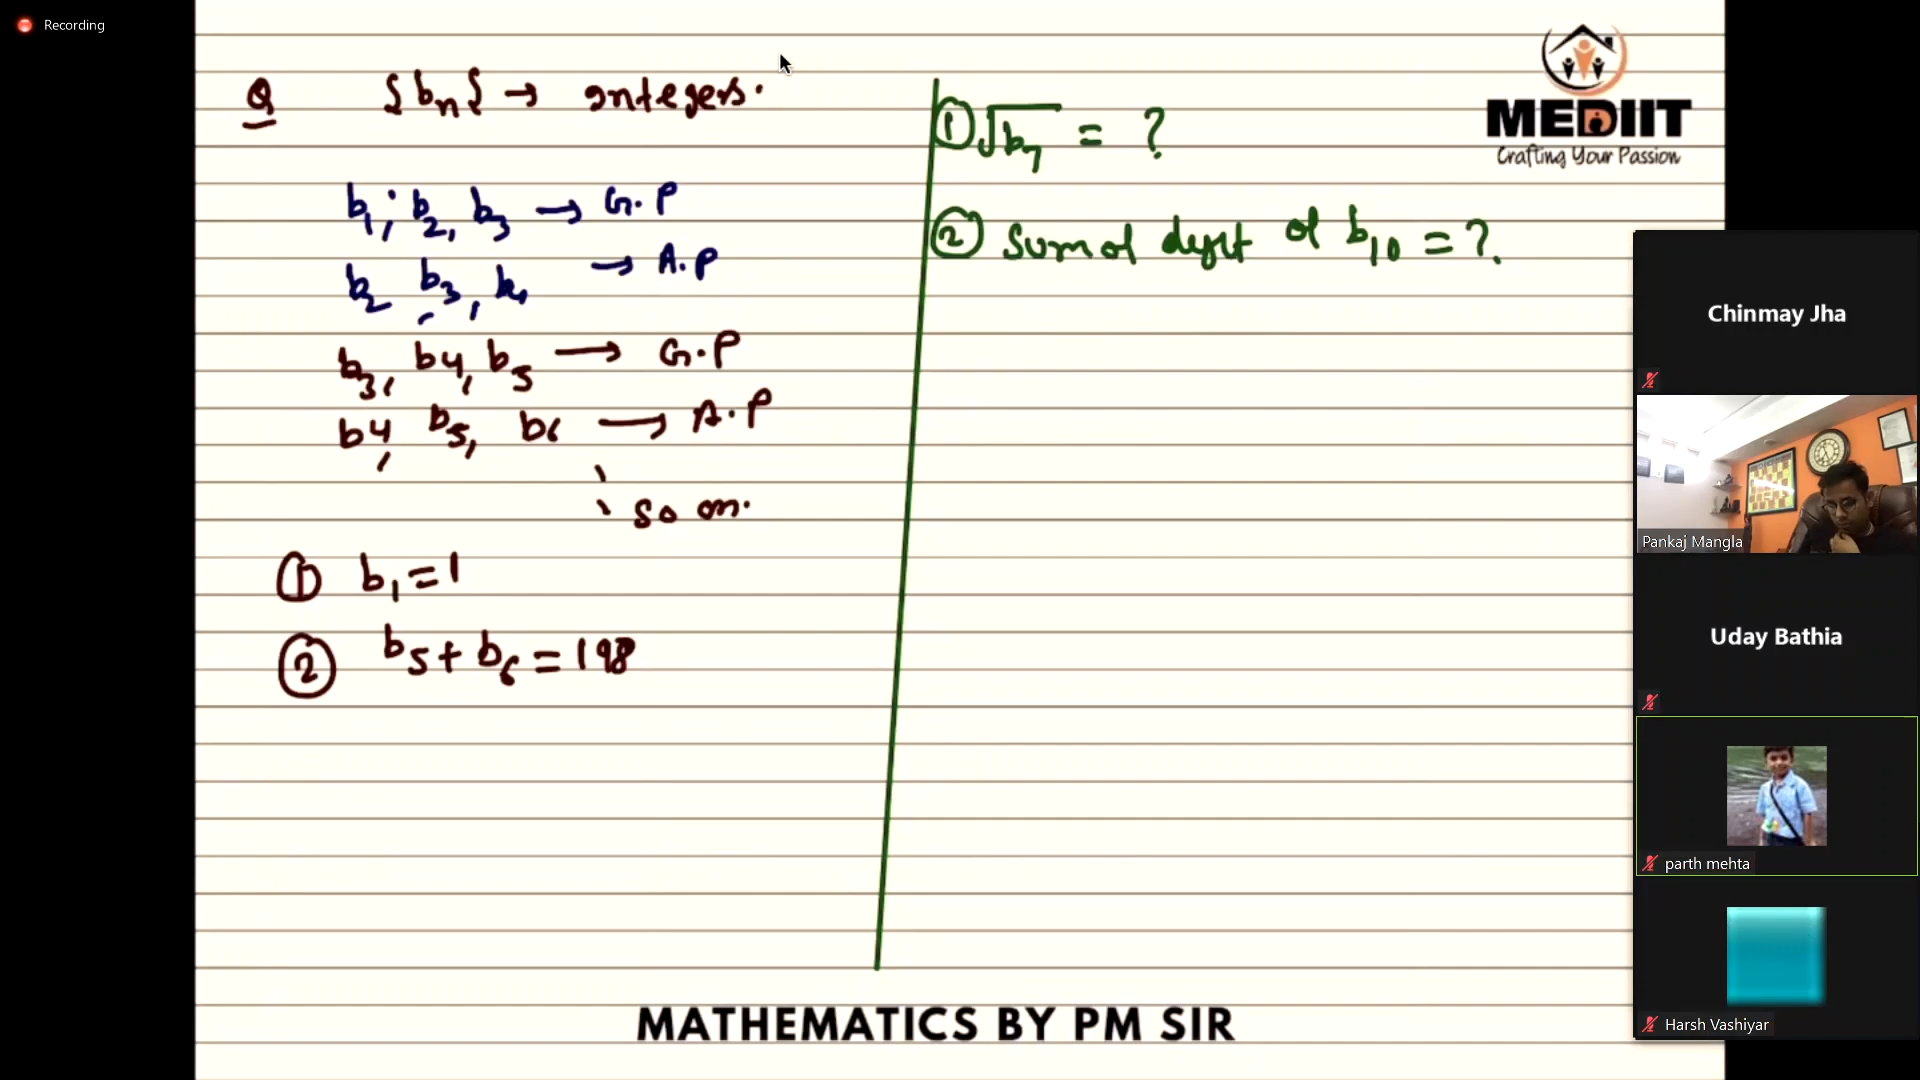 Recording
Q {bn} → integers.
b1, b2, b3 → G.P
b2, b3, b4 → A.P
b3, b4, b5 → G.P
b4, b5, b6 → A.P
so on.
① b1 = 1
② b5 + b6 = 198
① √b7 = ?
② Sum of digit of b10 = ?.
MEDIIT
Crafting Your Passion
Chinmay Jha
Pankaj Mangla
Uday Bathia
parth mehta
Harsh Vashiyar
MATHEMATICS BY PM SIR